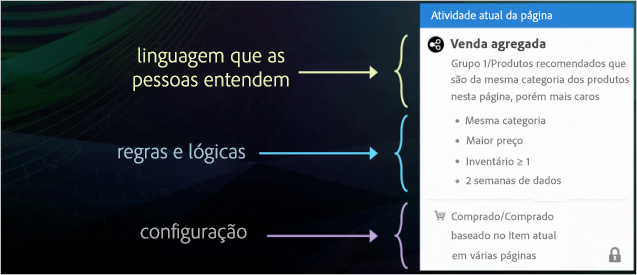 linguagem que as
pessoas entendem
regras e lógicas
configuração
Atividade atual da página
Venda agregada
Grupo 1/Produtos recomendados que
são da mesma categoria dos produtos
nesta página, porém mais caros
• Mesma categoria
• Maior preço
• Inventário ≥ 1
• 2 semanas de dados
Comprado/Comprado
baseado no Item atual
em várias páginas